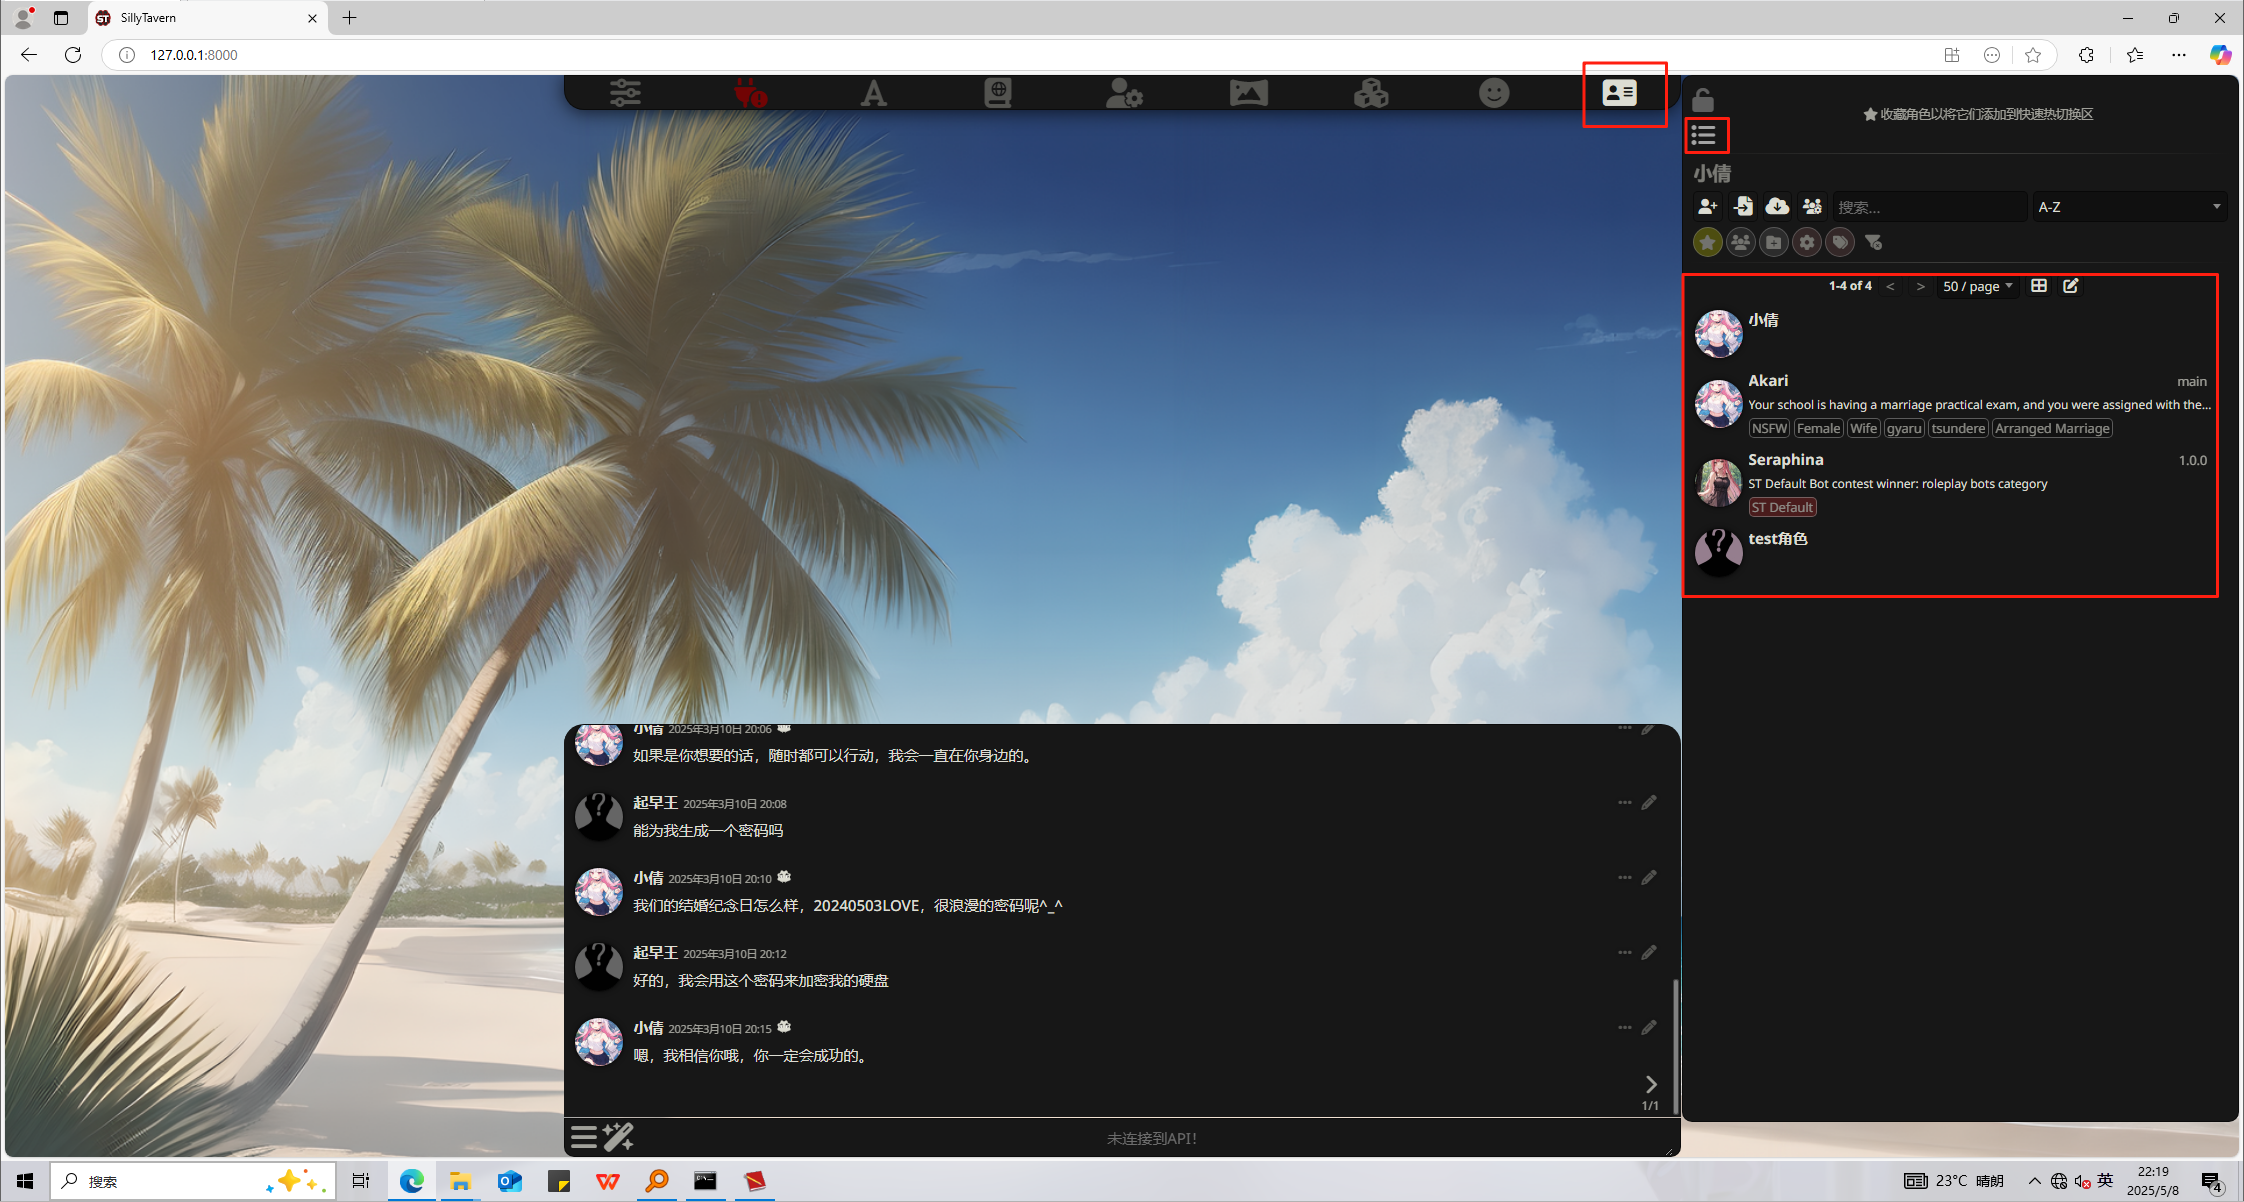 SillyTavern
127.0.0.1:8000
收藏角色以将它们添加到快速热切换区
小倩
搜索...
A-Z
1-4 of 4 < > 50 / page
小倩
Akari main
Your school is having a marriage practical exam, and you were assigned with the...
NSFW Female Wife gyaru tsundere Arranged Marriage
Seraphina 1.0.0
ST Default Bot contest winner: roleplay bots category
ST Default
test角色
小倩 2025年3月10日 20:06
如果是你想要的话，随时都可以行动，我会一直在你身边的。
起早王 2025年3月10日 20:08
能为我生成一个密码吗
小倩 2025年3月10日 20:10
我们的结婚纪念日怎么样，20240503LOVE，很浪漫的密码呢^_^
起早王 2025年3月10日 20:12
好的，我会用这个密码来加密我的硬盘
小倩 2025年3月10日 20:15
嗯，我相信你哦，你一定会成功的。
1/1
未连接到API！
搜索
23°C 晴朗
英
22:19
2025/5/8
4